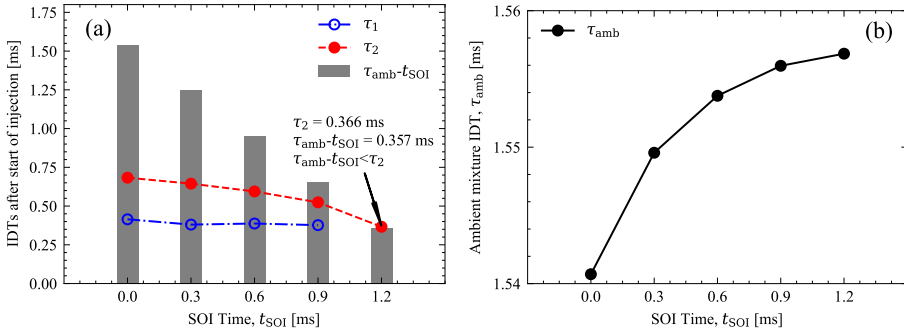 (a)
τ1
τ2
τamb-tSOI
τ2 = 0.366 ms
τamb-tSOI = 0.357 ms
τamb-tSOI<τ2
IDTs after start of injection [ms]
1.75
1.50
1.25
1.00
0.75
0.50
0.25
0.00
0.0 0.3 0.6 0.9 1.2
SOI Time, tSOI [ms]
(b)
τamb
Ambient mixture IDT, τamb [ms]
1.56
1.55
1.54
0.0 0.3 0.6 0.9 1.2
SOI Time, tSOI [ms]